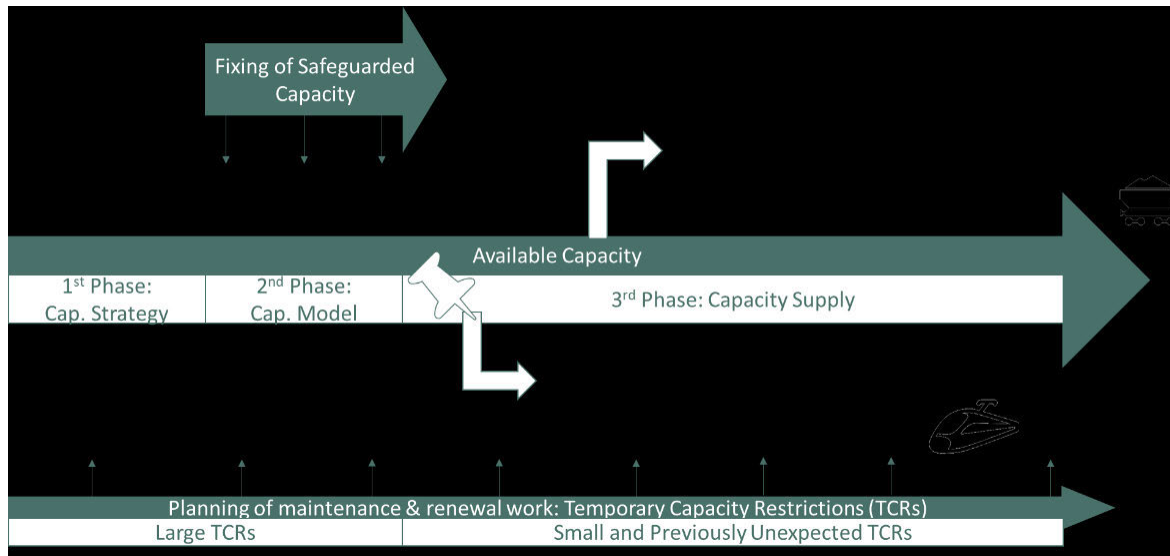 Fixing of Safeguarded
Capacity
Available Capacity
1st Phase:
Cap. Strategy
2nd Phase:
Cap. Model
3rd Phase: Capacity Supply
Planning of maintenance & renewal work: Temporary Capacity Restrictions (TCRs)
Large TCRs
Small and Previously Unexpected TCRs